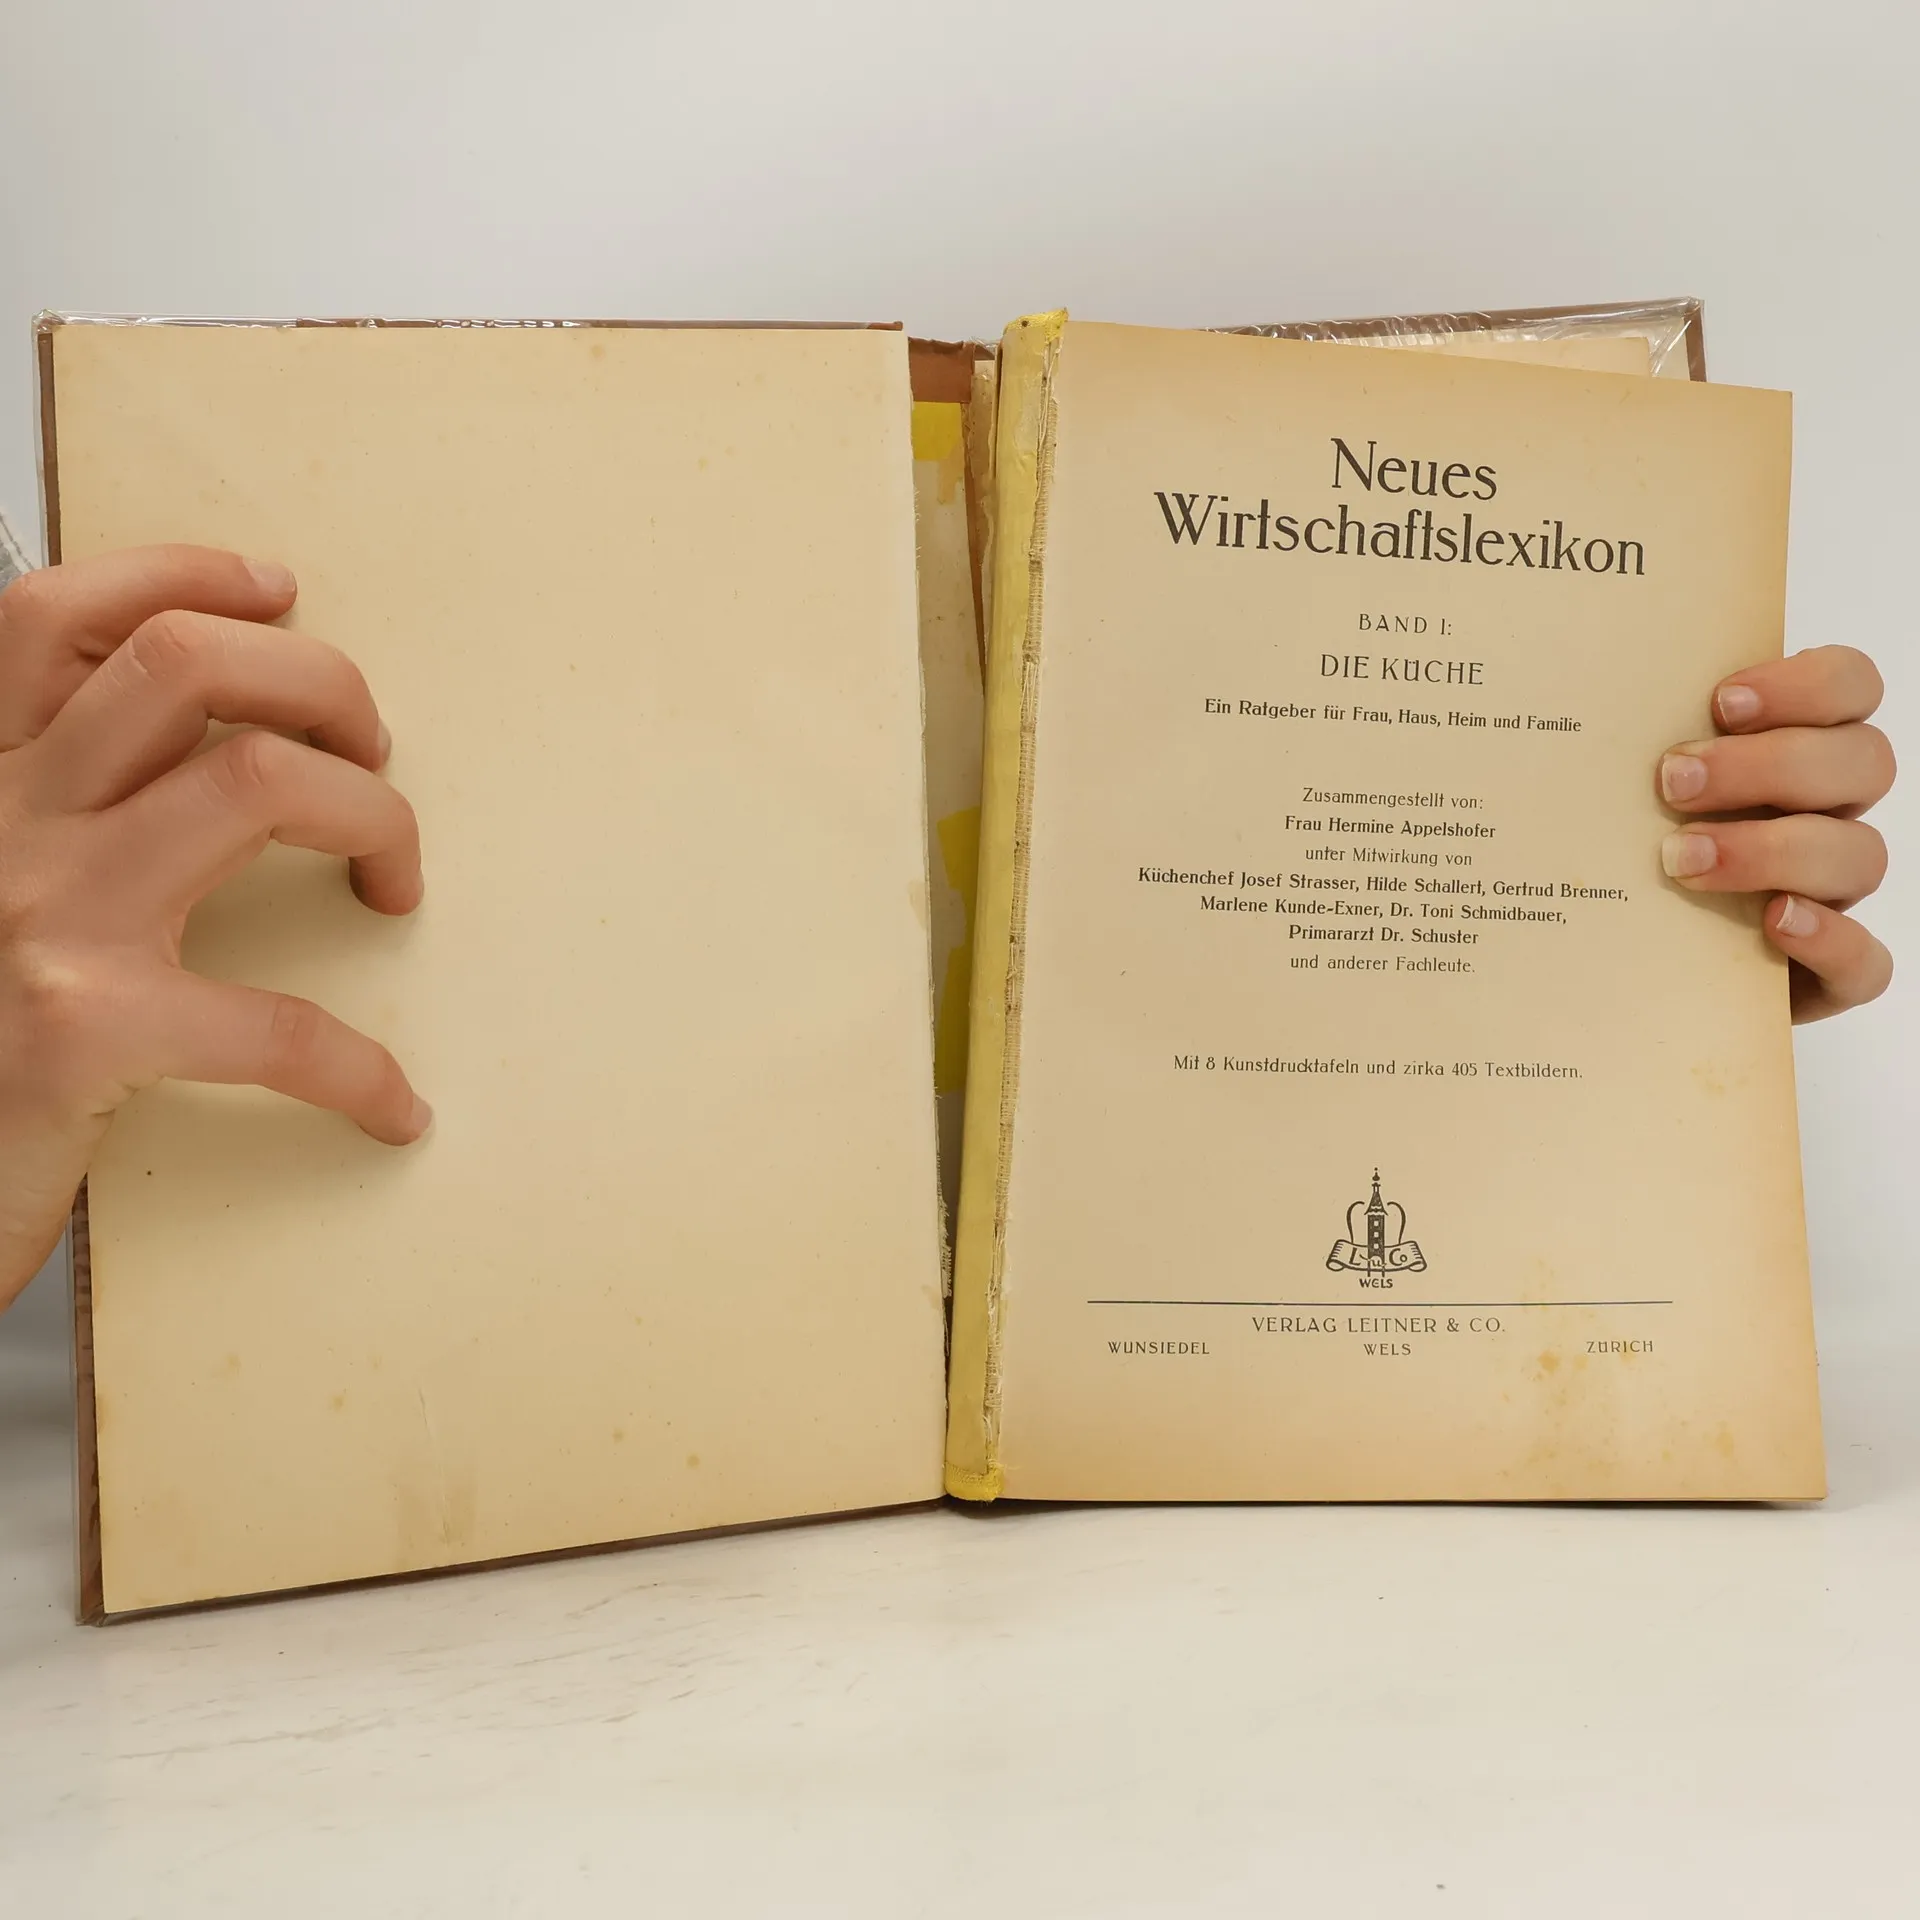 Neues
Wirtschaftslexikon
BAND I:
DIE KÜCHE
Ein Ratgeber für Frau, Haus, Heim und Familie
Zusammengestellt von:
Frau Hermine Appelshofer
unter Mitwirkung von
Küchenchef Josef Strasser, Hilde Schallert, Gertrud Brenner,
Marlene Kunde-Exner, Dr. Toni Schmidbauer,
Primararzt Dr. Schuster
und anderer Fachleute.
Mit 8 Kunstdrucktafeln und zirka 405 Textbildern.
L u Co
WELS
VERLAG LEITNER & CO.
WUNSIEDEL WELS ZÜRICH